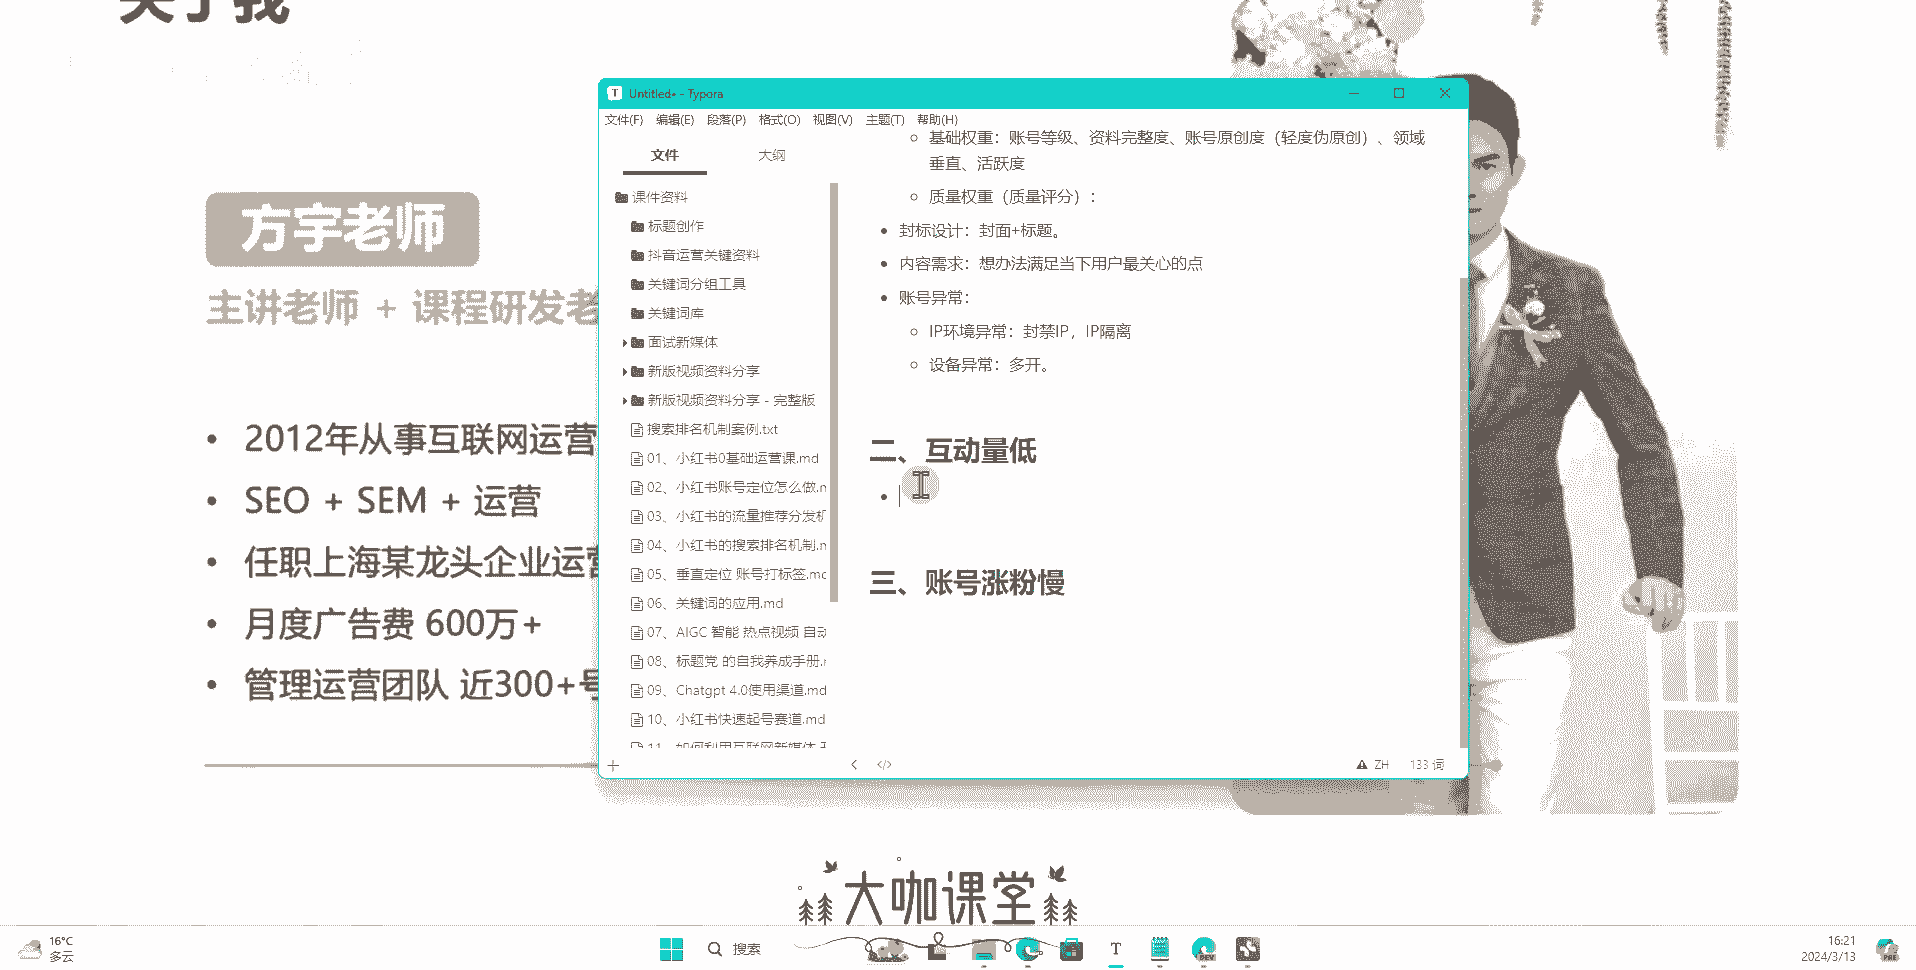 关于我
方宇老师
主讲老师 + 课程研发老
2012年从事互联网运营
SEO + SEM + 运营
任职上海某龙头企业运营
月度广告费 600万+
管理运营团队 近300+号
Untitled• - Typora
文件(F) 编辑(E) 段落(P) 格式(O) 视图(V) 主题(T) 帮助(H)
文件 大纲
课件资料
标题创作
抖音运营关键资料
关键词分组工具
关键词库
面试新媒体
新版视频资料分享
新版视频资料分享 - 完整版
搜索排名机制案例.txt
01、小红书0基础运营课.md
02、小红书账号定位怎么做.m
03、小红书的流量推荐分发机
04、小红书的搜索排名机制.m
05、垂直定位 账号打标签.md
06、关键词的应用.md
07、AIGC 智能 热点视频 自动
08、标题党 的自我养成手册.
09、Chatgpt 4.0使用渠道.md
10、小红书快速起号赛道.md
11、如何利用互联网新媒体
基础权重：账号等级、资料完整度、账号原创度（轻度伪原创）、领域
垂直、活跃度
质量权重（质量评分）：
封标设计：封面+标题。
内容需求：想办法满足当下用户最关心的点
账号异常：
IP环境异常：封禁IP，IP隔离
设备异常：多开。
二、互动量低
三、账号涨粉慢
ZH 133 词
大咖课堂
16°C
多云
搜索
16:21
2024/3/13